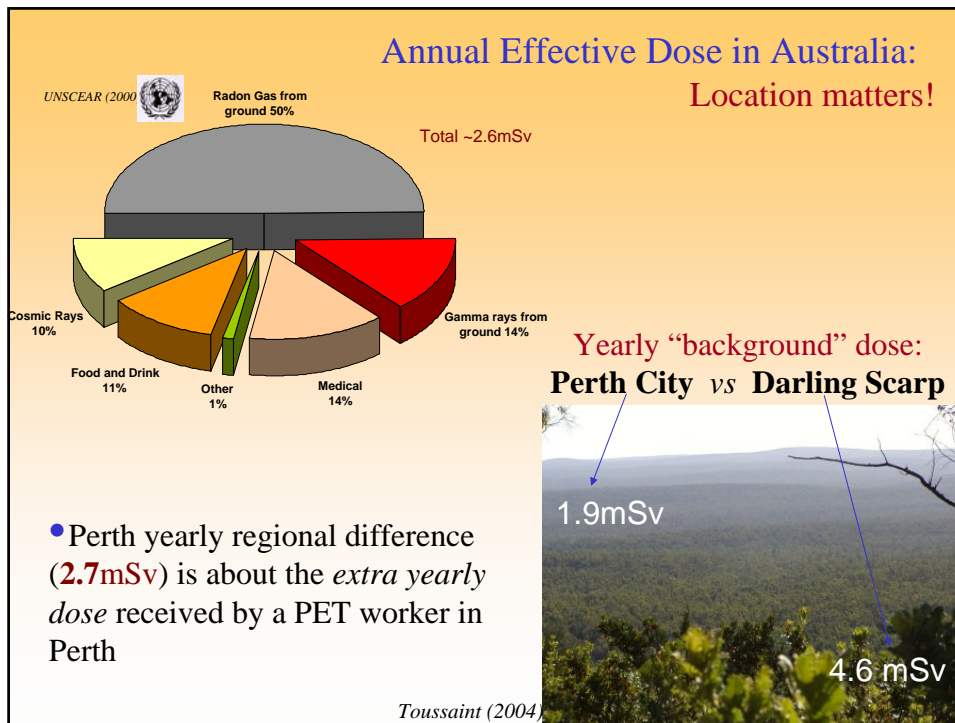 Annual Effective Dose in Australia:
Location matters!
UNSCEAR (2000
Radon Gas from
ground 50%
Total ~2.6mSv
Cosmic Rays
10%
Food and Drink
11%
Other
1%
Medical
14%
Gamma rays from
ground 14%
Yearly “background” dose:
Perth City vs Darling Scarp
1.9mSv
4.6 mSv
•Perth yearly regional difference
(2.7mSv) is about the extra yearly
dose received by a PET worker in
Perth
Toussaint (2004)